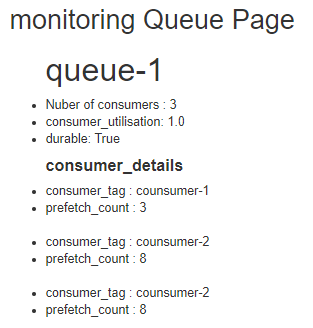 monitoring Queue Page
queue-1
Nuber of consumers : 3
consumer_utilisation: 1.0
durable: True
consumer_details
consumer_tag : counsumer-1
prefetch_count : 3
consumer_tag : counsumer-2
prefetch_count : 8
consumer_tag : counsumer-2
prefetch_count : 8